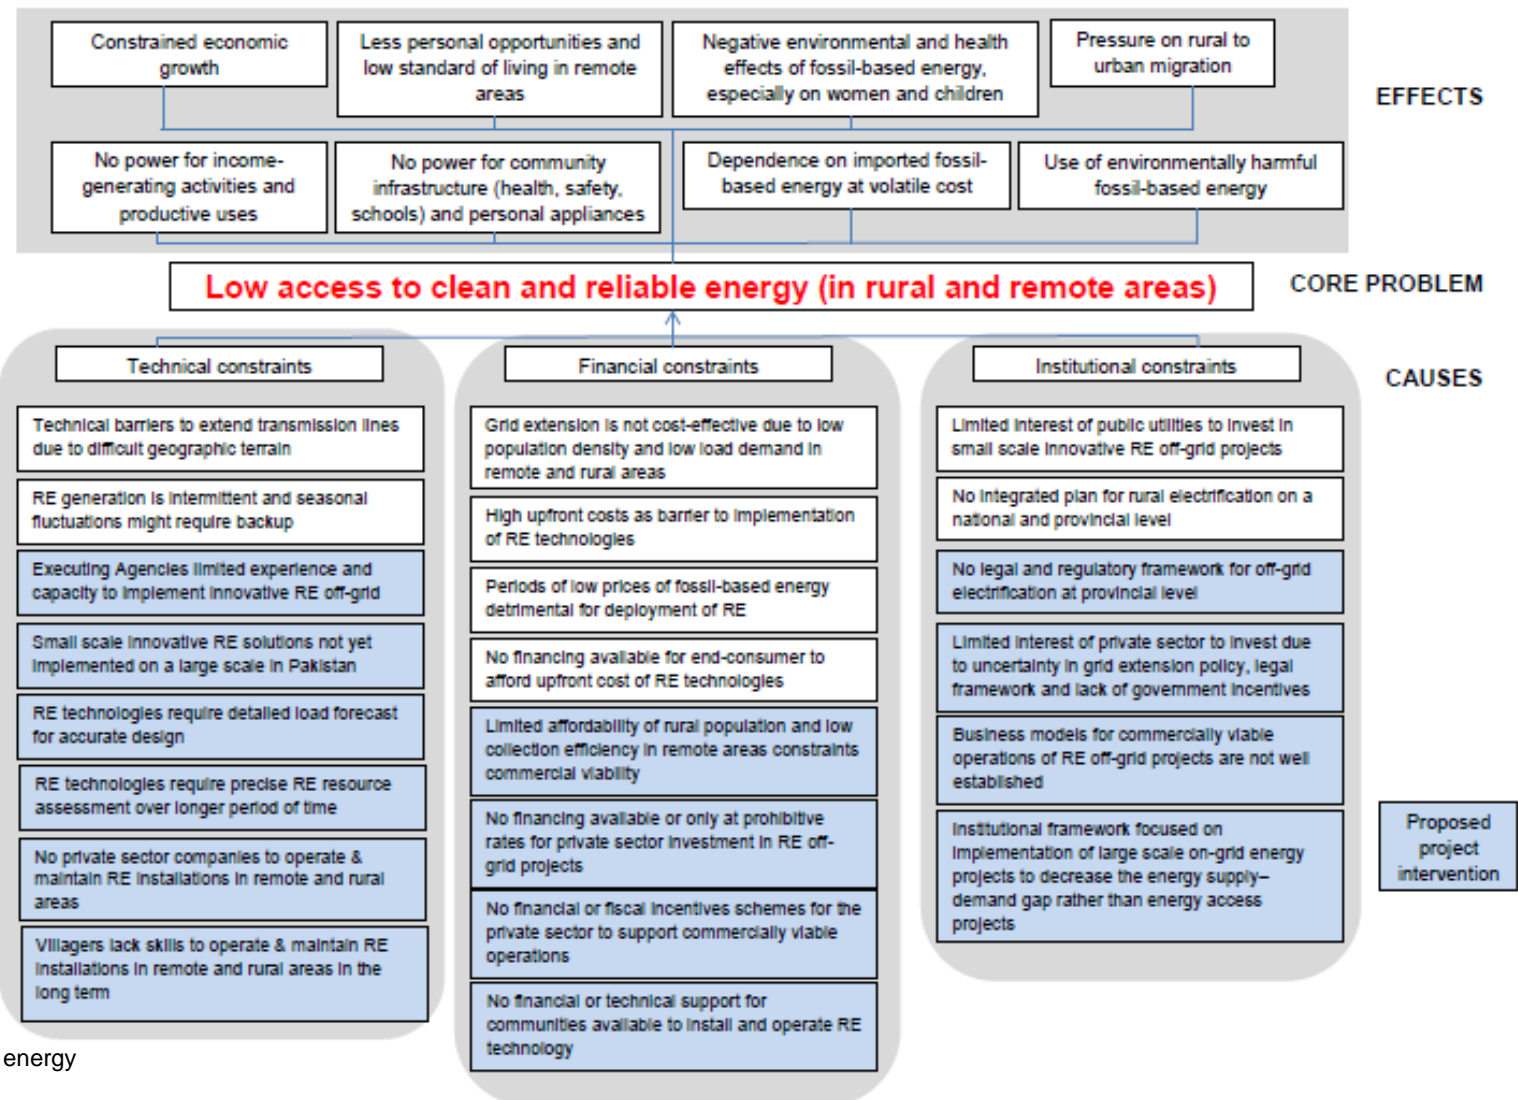 Constrained economic
growth
Less personal opportunities and
low standard of living in remote
areas
Negative environmental and health
effects of fossil-based energy,
especially on women and children
Pressure on rural to
urban migration
EFFECTS
No power for income-
generating activities and
productive uses
No power for community
infrastructure (health, safety,
schools) and personal appliances
Dependence on imported fossil-
based energy at volatile cost
Use of environmentally harmful
fossil-based energy
Low access to clean and reliable energy (in rural and remote areas)
CORE PROBLEM
CAUSES
Technical constraints
Technical barriers to extend transmission lines
due to difficult geographic terrain
RE generation is intermittent and seasonal
fluctuations might require backup
Executing Agencies limited experience and
capacity to implement innovative RE off-grid
Small scale innovative RE solutions not yet
implemented on a large scale in Pakistan
RE technologies require detailed load forecast
for accurate design
RE technologies require precise RE resource
assessment over longer period of time
No private sector companies to operate &
maintain RE installations in remote and rural
areas
Villagers lack skills to operate & maintain RE
installations in remote and rural areas in the
long term
Financial constraints
Grid extension is not cost-effective due to low
population density and low load demand in
remote and rural areas
High upfront costs as barrier to implementation
of RE technologies
Periods of low prices of fossil-based energy
detrimental for deployment of RE
No financing available for end-consumer to
afford upfront cost of RE technologies
Limited affordability of rural population and low
collection efficiency in remote areas constraints
commercial viability
No financing available or only at prohibitive
rates for private sector investment in RE off-
grid projects
No financial or fiscal incentives schemes for the
private sector to support commercially viable
operations
No financial or technical support for
communities available to install and operate RE
technology
Institutional constraints
Limited interest of public utilities to invest in
small scale innovative RE off-grid projects
No integrated plan for rural electrification on a
national and provincial level
No legal and regulatory framework for off-grid
electrification at provincial level
Limited interest of private sector to invest due
to uncertainty in grid extension policy, legal
framework and lack of government incentives
Business models for commercially viable
operations of RE off-grid projects are not well
established
Institutional framework focused on
implementation of large scale on-grid energy
projects to decrease the energy supply–
demand gap rather than energy access
projects
Proposed
project
intervention
energy